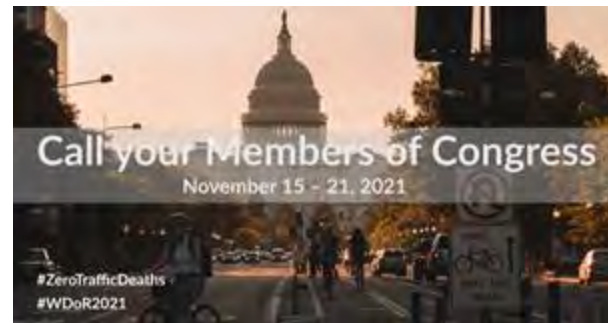 Call your Members of Congress
November 15 – 21, 2021
#ZeroTrafficDeaths
#WDoR2021